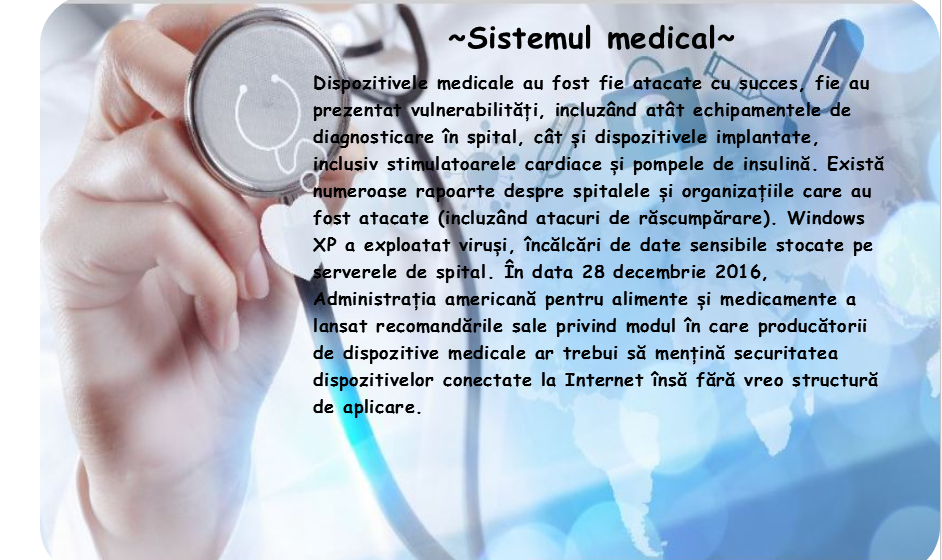 ~Sistemul medical~
Dispozitivele medicale au fost fie atacate cu succes, fie au
prezentat vulnerabilități, incluzând atât echipamentele de
diagnosticare în spital, cât și dispozitivele implantate,
inclusiv stimulatoarele cardiace și pompele de insulină. Există
numeroase rapoarte despre spitalele și organizațiile care au
fost atacate (incluzând atacuri de răscumpărare). Windows
XP a exploatat viruși, încălcări de date sensibile stocate pe
serverele de spital. În data 28 decembrie 2016,
Administrația americană pentru alimente și medicamente a
lansat recomandările sale privind modul în care producătorii
de dispozitive medicale ar trebui să mențină securitatea
dispozitivelor conectate la Internet însă fără vreo structură
de aplicare.